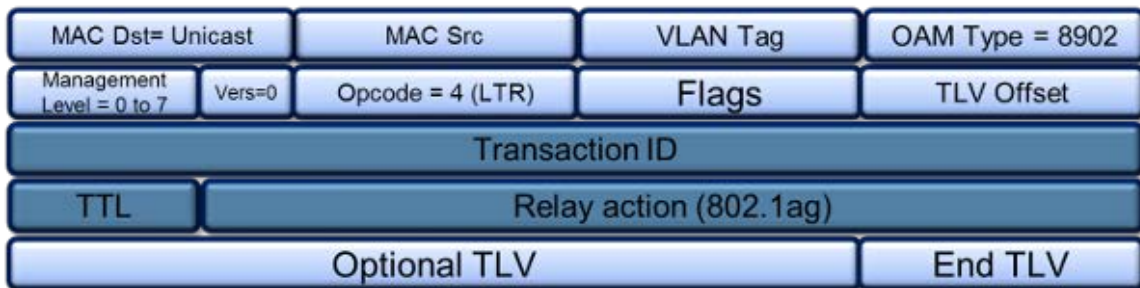 MAC Dst= Unicast MAC Src VLAN Tag OAM Type = 8902
Management
Level = 0 to 7 Vers=0 Opcode = 4 (LTR) Flags TLV Offset
Transaction ID
TTL Relay action (802.1ag)
Optional TLV End TLV